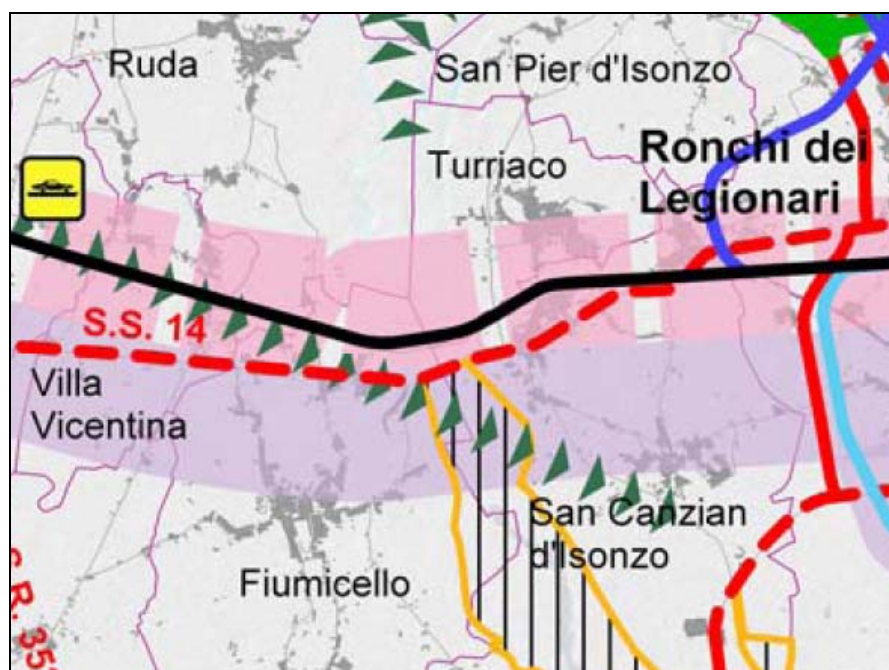 Ruda
San Pier d'Isonzo
Turriaco
Ronchi dei
Legionari
S.S. 14
Villa
Vicentina
San Canzian
d'Isonzo
Fiumicello